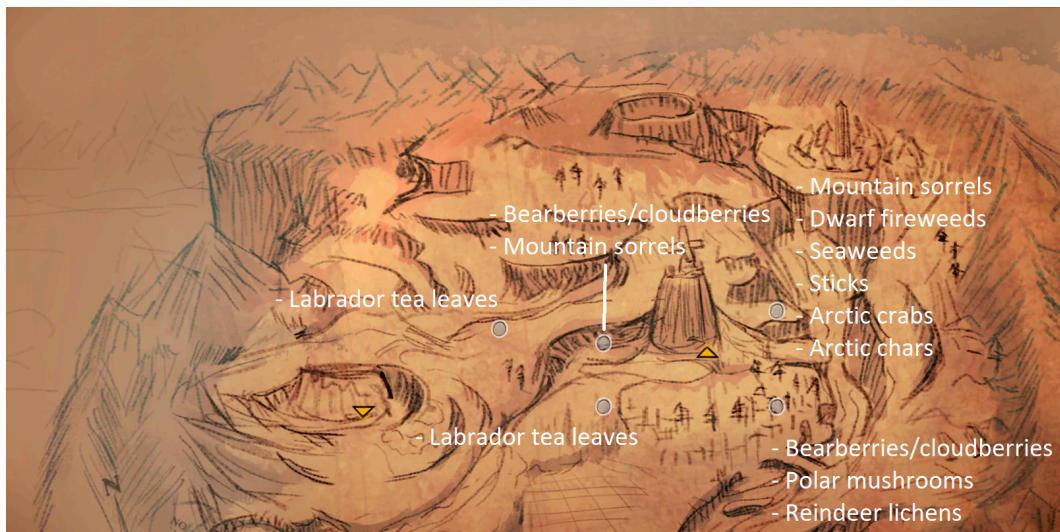 - Mountain sorrels
- Bearberries/cloudberries
- Dwarf fireweeds
- Mountain sorrels
- Seaweeds
- Sticks
- Labrador tea leaves
- Arctic crabs
- Arctic chars
- Labrador tea leaves
- Bearberries/cloudberries
- Polar mushrooms
- Reindeer lichens